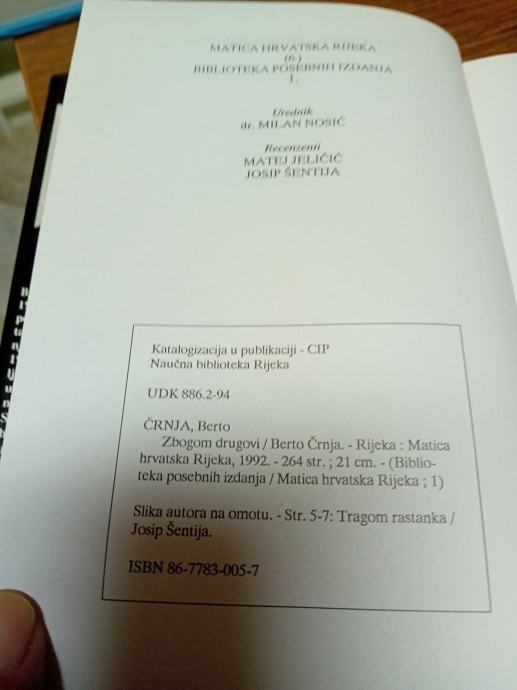 MATICA HRVATSKA RIJEKA
(6.)
BIBLIOTEKA POSEBNIH IZDANJA
1.
Urednik
dr. MILAN NOSIĆ
Recenzenti
MATEJ JELIČIĆ
JOSIP ŠENTIJA
Katalogizacija u publikaciji - CIP
Naučna biblioteka Rijeka
UDK 886.2-94
ČRNJA, Berto
Zbogom drugovi / Berto Črnja. - Rijeka : Matica
hrvatska Rijeka, 1992. - 264 str. ; 21 cm. - (Biblio-
teka posebnih izdanja / Matica hrvatska Rijeka ; 1)
Slika autora na omotu. - Str. 5-7: Tragom rastanka /
Josip Šentija.
ISBN 86-7783-005-7